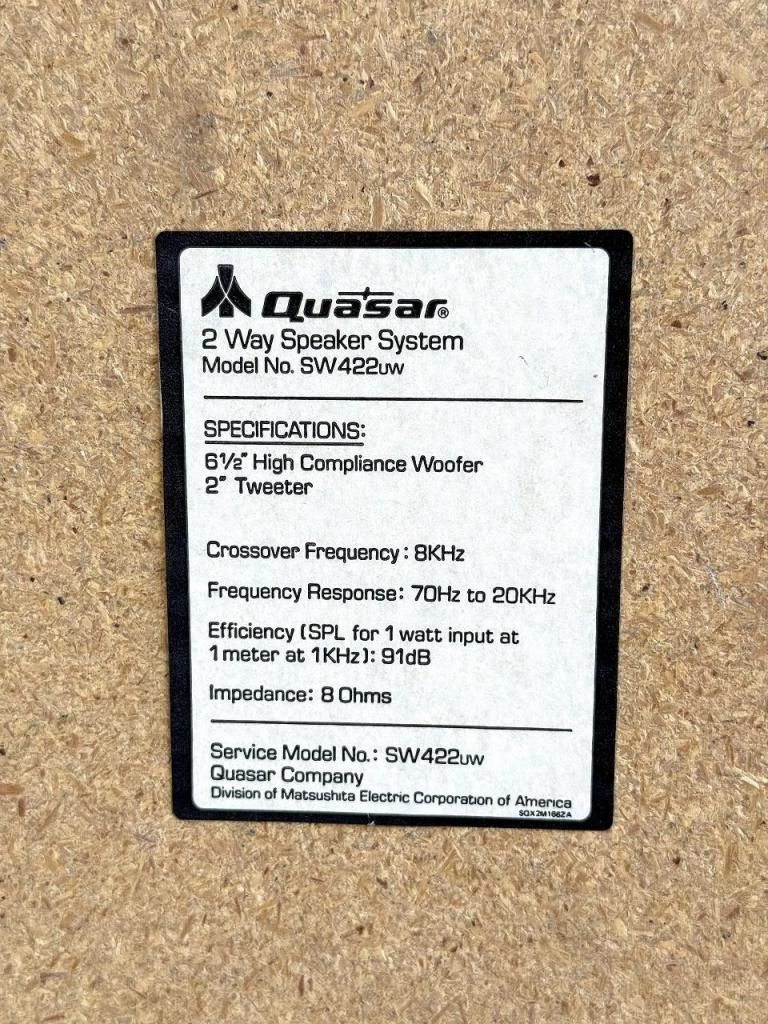 Quasar®
2 Way Speaker System
Model No. SW422UW
SPECIFICATIONS:
6½" High Compliance Woofer
2" Tweeter
Crossover Frequency: 8KHz
Frequency Response: 70Hz to 20KHz
Efficiency (SPL for 1 watt input at
1 meter at 1KHz): 91dB
Impedance: 8 Ohms
Service Model No.: SW422UW
Quasar Company
Division of Matsushita Electric Corporation of America
SQX2M1662A